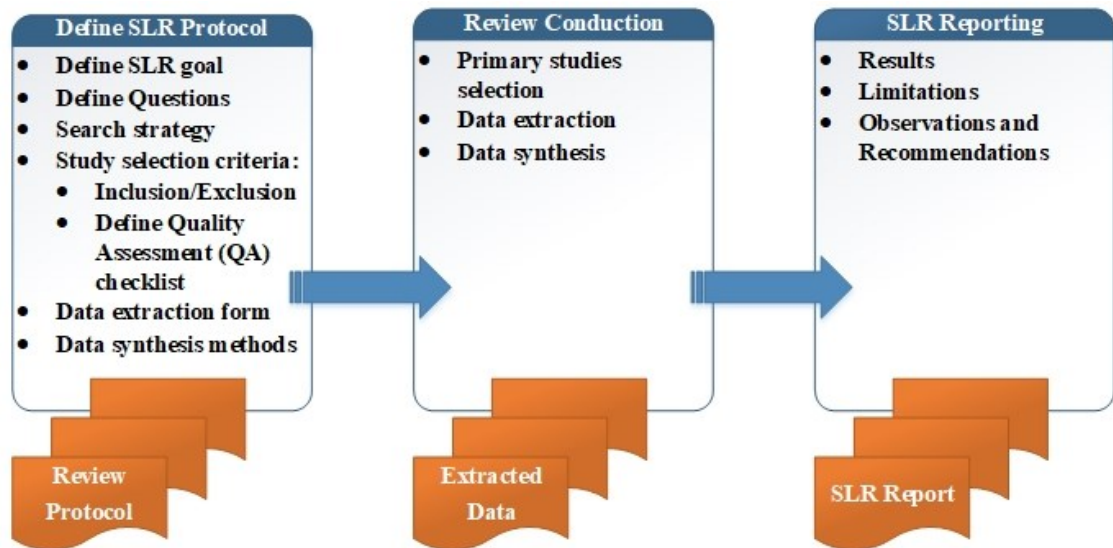 Define SLR Protocol
• Define SLR goal
• Define Questions
• Search strategy
• Study selection criteria:
• Inclusion/Exclusion
• Define Quality
Assessment (QA)
checklist
• Data extraction form
• Data synthesis methods
Review
Protocol
Review Conduction
• Primary studies
selection
• Data extraction
• Data synthesis
Extracted
Data
SLR Reporting
• Results
• Limitations
• Observations and
Recommendations
SLR Report